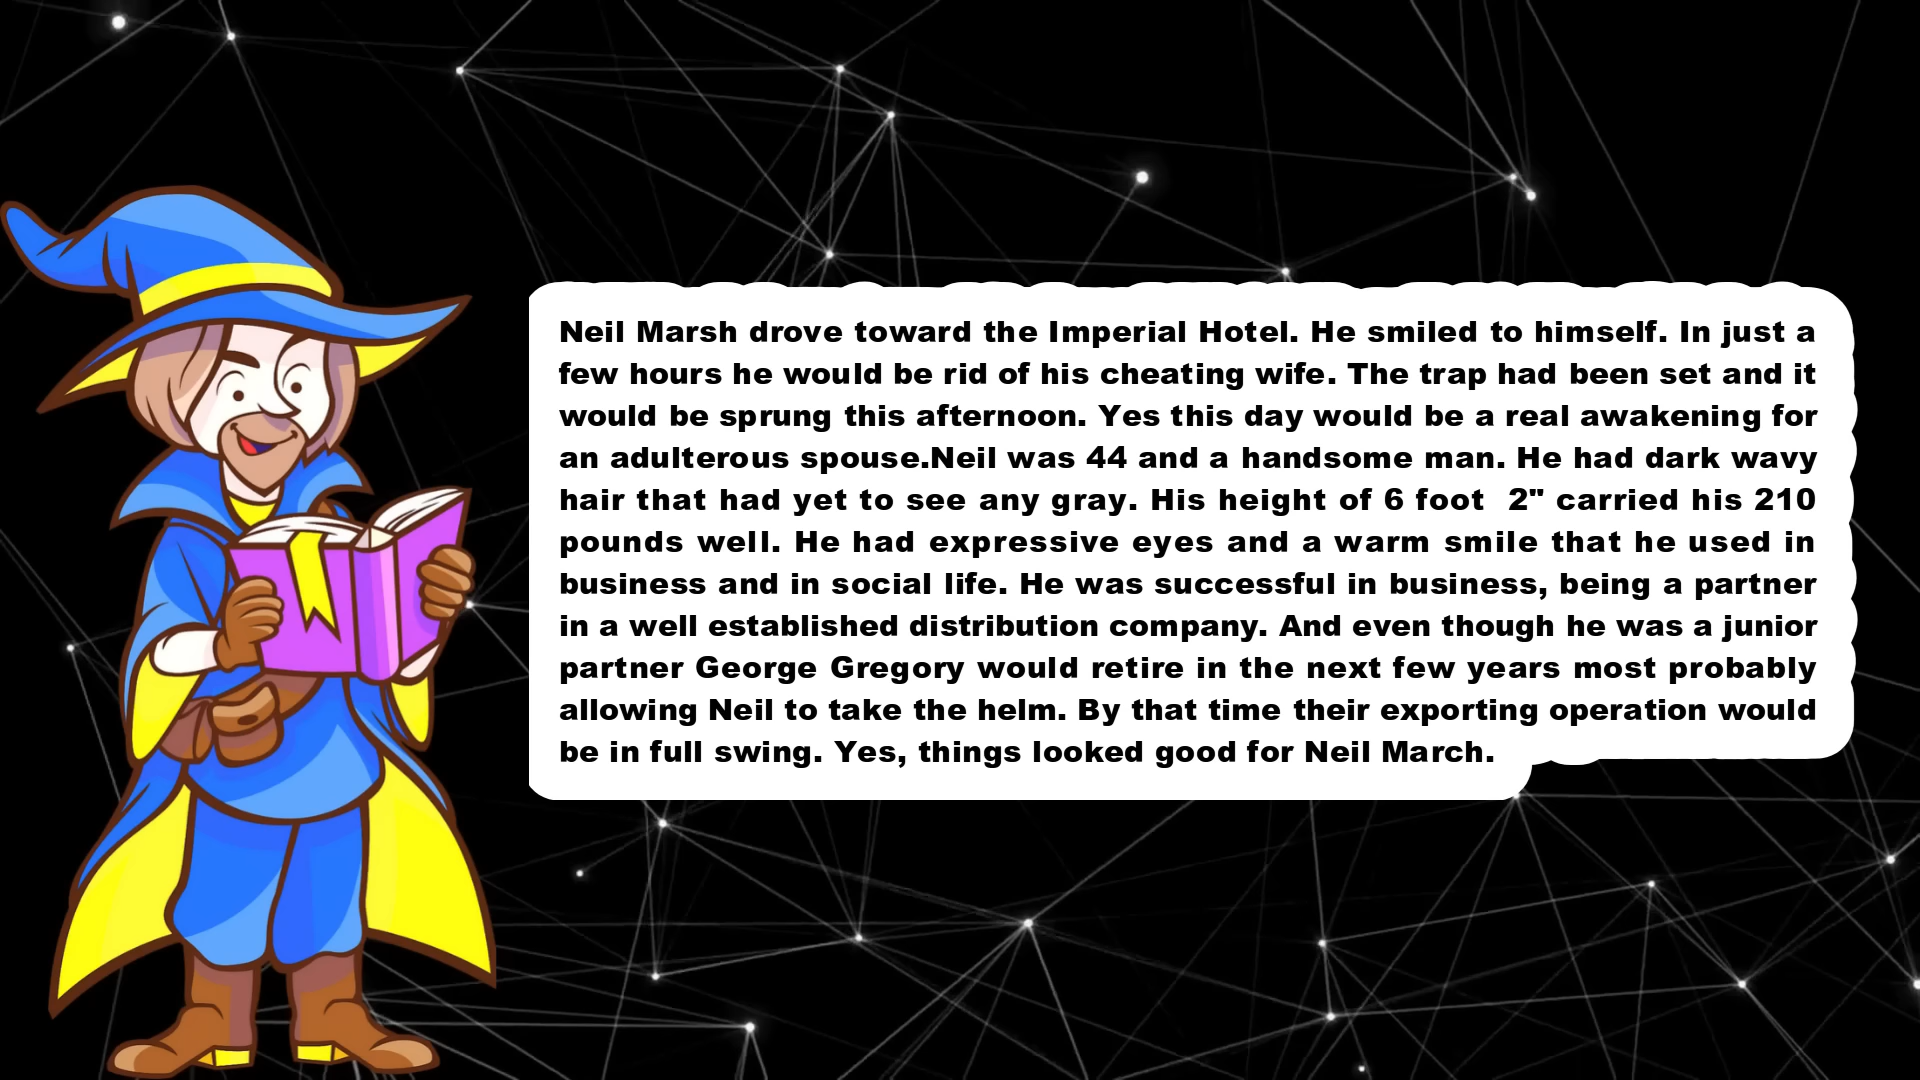 Neil Marsh drove toward the Imperial Hotel. He smiled to himself. In just a
few hours he would be rid of his cheating wife. The trap had been set and it
would be sprung this afternoon. Yes this day would be a real awakening for
an adulterous spouse.Neil was 44 and a handsome man. He had dark wavy
hair that had yet to see any gray. His height of 6 foot  2" carried his 210
pounds well. He had expressive eyes and a warm smile that he used in
business and in social life. He was successful in business, being a partner
in a well established distribution company. And even though he was a junior
partner George Gregory would retire in the next few years most probably
allowing Neil to take the helm. By that time their exporting operation would
be in full swing. Yes, things looked good for Neil March.